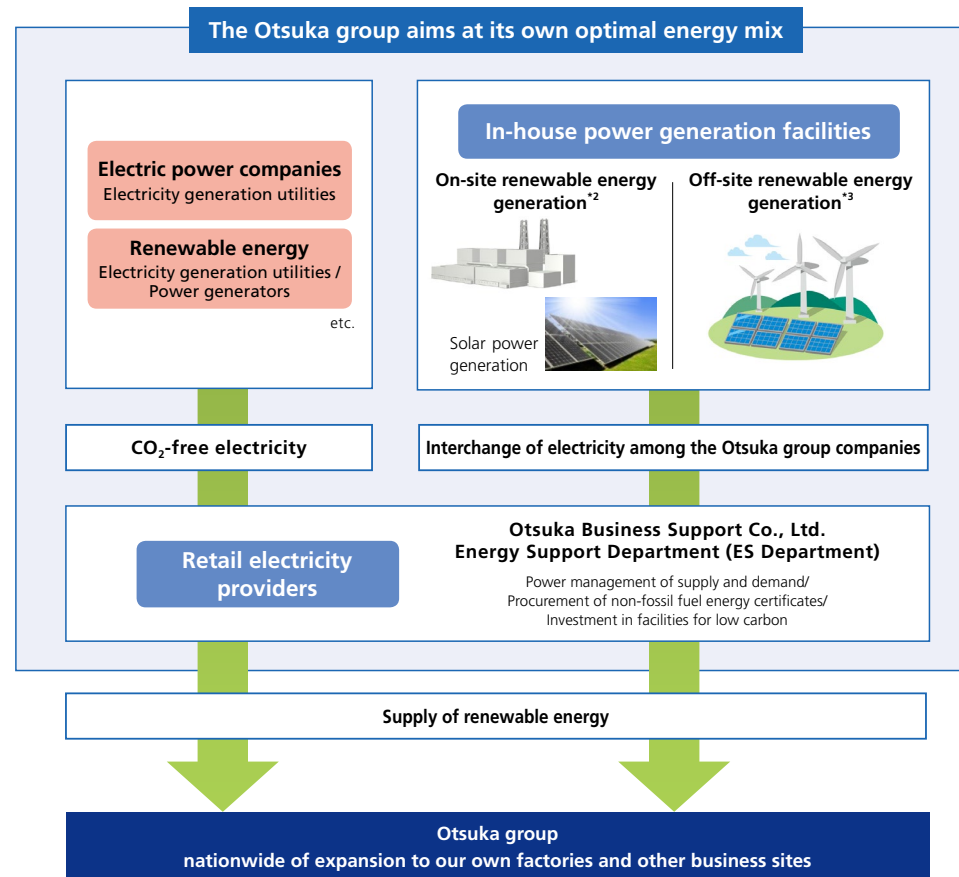 The Otsuka group aims at its own optimal energy mix
Electric power companies
Electricity generation utilities
Renewable energy
Electricity generation utilities /
Power generators
etc.
In-house power generation facilities
On-site renewable energy
generation*2
Solar power
generation
Off-site renewable energy
generation*3
CO₂-free electricity
Interchange of electricity among the Otsuka group companies
Retail electricity
providers
Otsuka Business Support Co., Ltd.
Energy Support Department (ES Department)
Power management of supply and demand/
Procurement of non-fossil fuel energy certificates/
Investment in facilities for low carbon
Supply of renewable energy
Otsuka group
nationwide of expansion to our own factories and other business sites